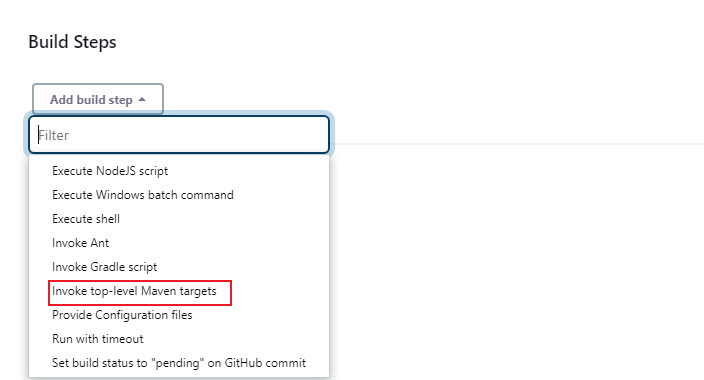 Build Steps
Add build step
Filter
Execute NodeJS script
Execute Windows batch command
Execute shell
Invoke Ant
Invoke Gradle script
Invoke top-level Maven targets
Provide Configuration files
Run with timeout
Set build status to "pending" on GitHub commit